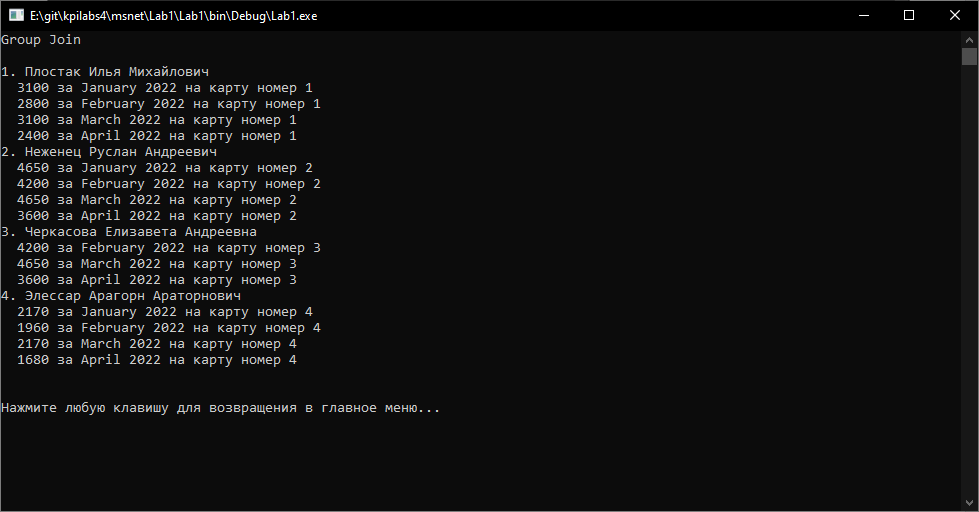 E:\git\kpilabs4\msnet\Lab1\Lab1\bin\Debug\Lab1.exe
Group Join
1. Плостак Илья Михайлович
3100 за January 2022 на карту номер 1
2800 за February 2022 на карту номер 1
3100 за March 2022 на карту номер 1
2400 за April 2022 на карту номер 1
2. Неженец Руслан Андреевич
4650 за January 2022 на карту номер 2
4200 за February 2022 на карту номер 2
4650 за March 2022 на карту номер 2
3600 за April 2022 на карту номер 2
3. Черкасова Елизавета Андреевна
4200 за February 2022 на карту номер 3
4650 за March 2022 на карту номер 3
3600 за April 2022 на карту номер 3
4. Элессар Арагорн Араторнович
2170 за January 2022 на карту номер 4
1960 за February 2022 на карту номер 4
2170 за March 2022 на карту номер 4
1680 за April 2022 на карту номер 4
Нажмите любую клавишу для возвращения в главное меню...